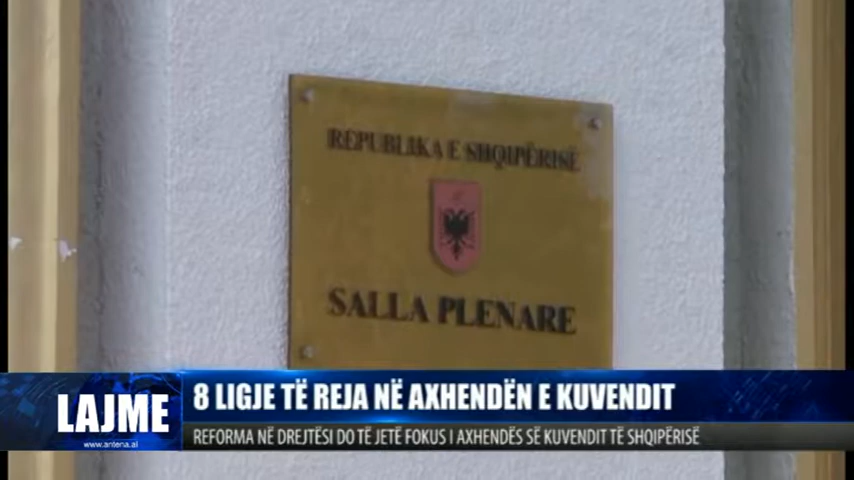 REPUBLIKA E SHQIPËRISË
SALLA PLENARE
8 LIGJE TË REJA NË AXHENDËN E KUVENDIT
LAJME
www.antena.al
REFORMA NË DREJTËSI DO TË JETË FOKUS I AXHENDËS SË KUVENDIT TË SHQIPËRISË